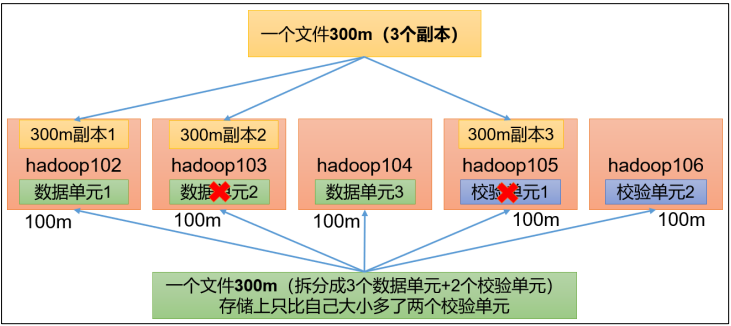 一个文件300m（3个副本）
300m副本1
300m副本2
300m副本3
hadoop102
hadoop103
hadoop104
hadoop105
hadoop106
数据单元1
数据单元2
数据单元3
校验单元1
校验单元2
100m
100m
100m
100m
100m
一个文件300m（拆分成3个数据单元+2个校验单元）
存储上只比自己大小多了两个校验单元